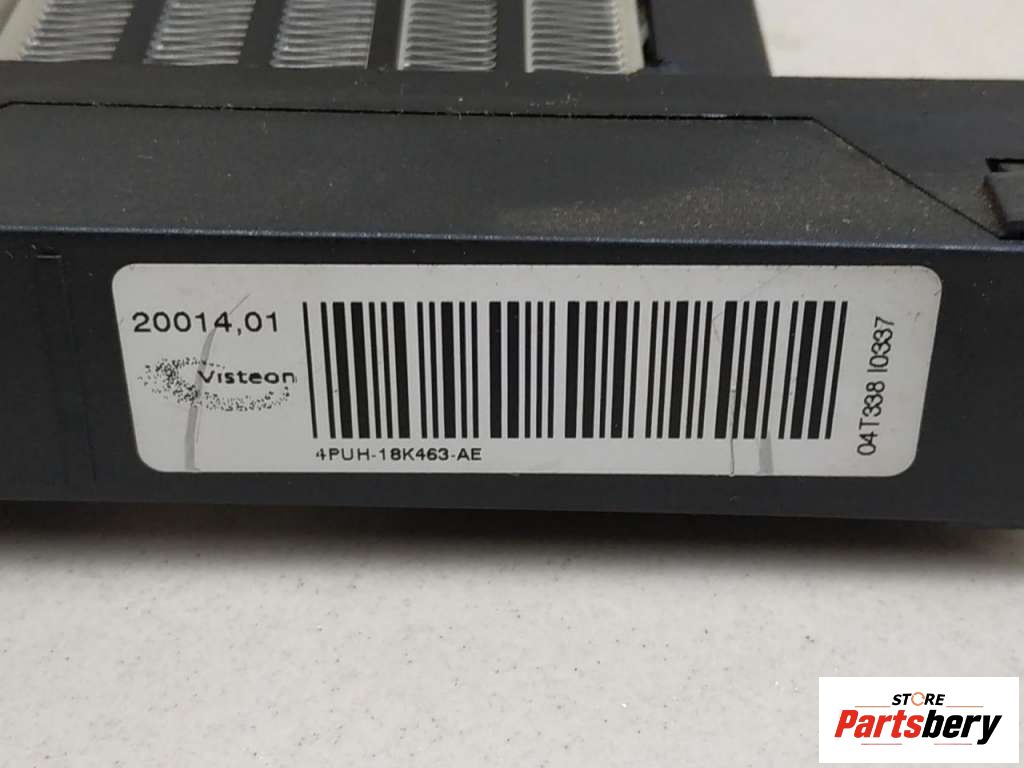 20014,01
Visteon
4PUH-18K463-AE
04T338 I0337
STORE
Partsbery